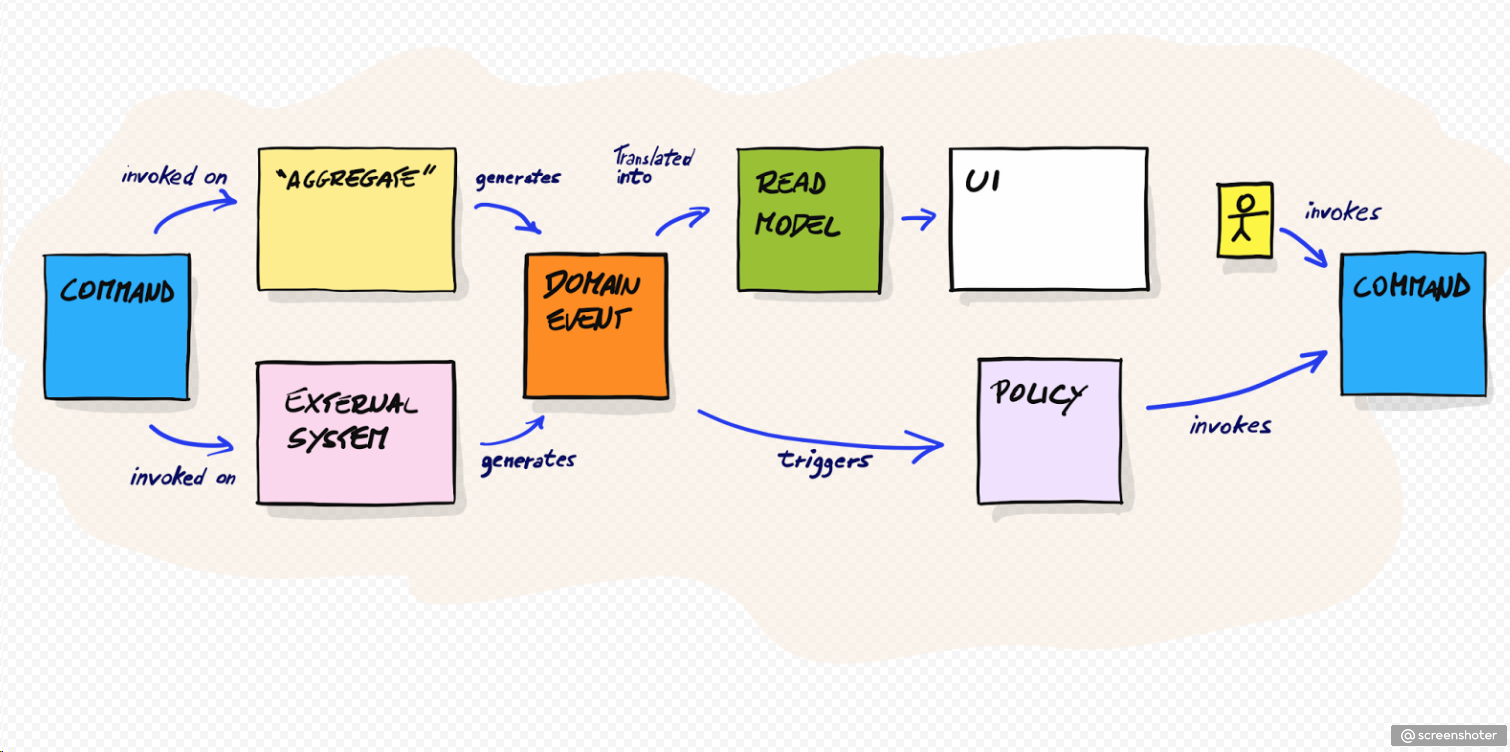 invoked on
"AGGREGATE"
generates
Translated
into
READ
MODEL
UI
invokes
COMMAND
DOMAIN
EVENT
COMMAND
EXTERNAL
SYSTEM
POLICY
invoked on
generates
triggers
invokes
@screenshoter